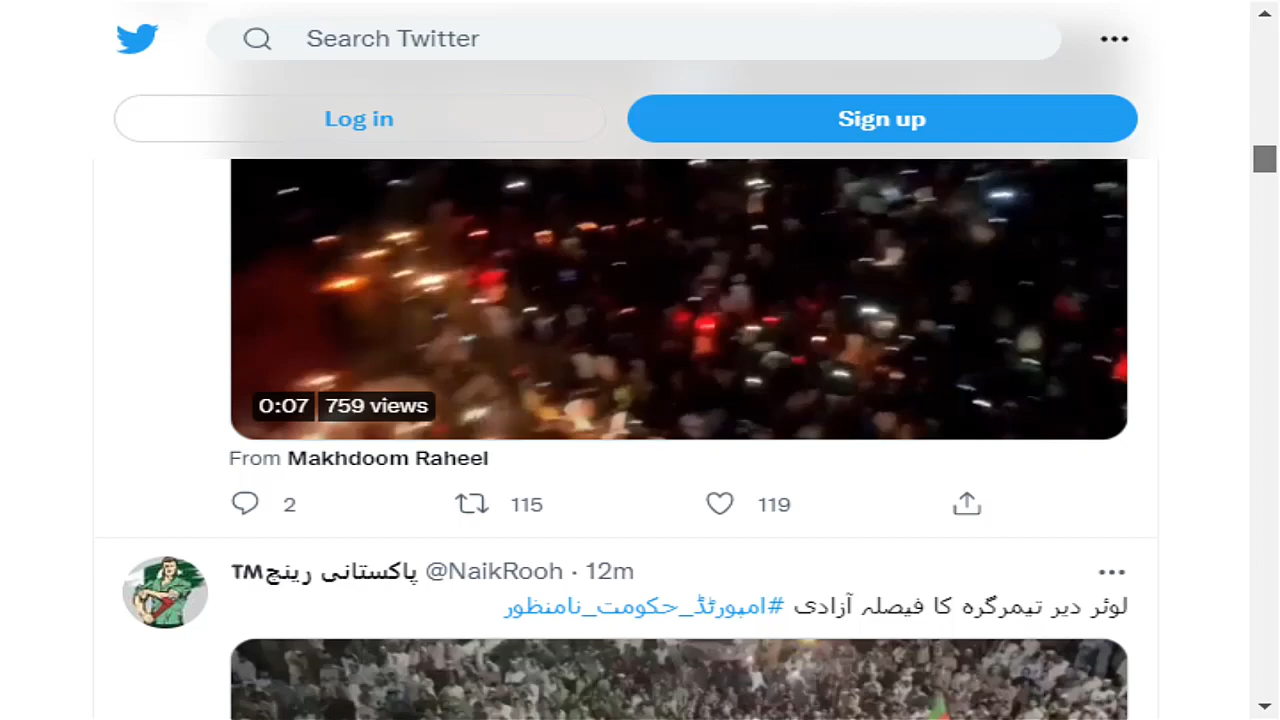 Search Twitter
Log in
Sign up
0:07 759 views
From Makhdoom Raheel
2 115 119
پاکستانی رینچ™ @NaikRooh · 12m
لوئر دیر تیمرگرہ کا فیصلہ آزادی #امپورٹڈ_حکومت_نامنظور